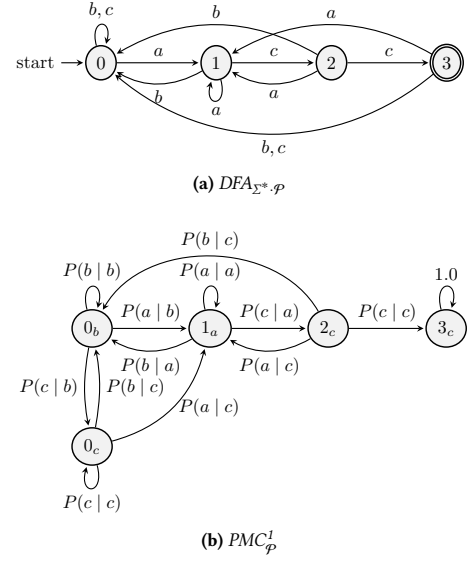 b, c
b
a
start
0
a
1
c
2
c
3
b
a
a
b, c
(a) DFA_{Σ*·𝒫}
P(b | c)
P(b | b)
P(a | a)
1.0
0_b
P(a | b)
1_a
P(c | a)
2_c
P(c | c)
3_c
P(b | a)
P(a | c)
P(c | b)
P(b | c)
P(a | c)
0_c
P(c | c)
(b) PMC^1_𝒫